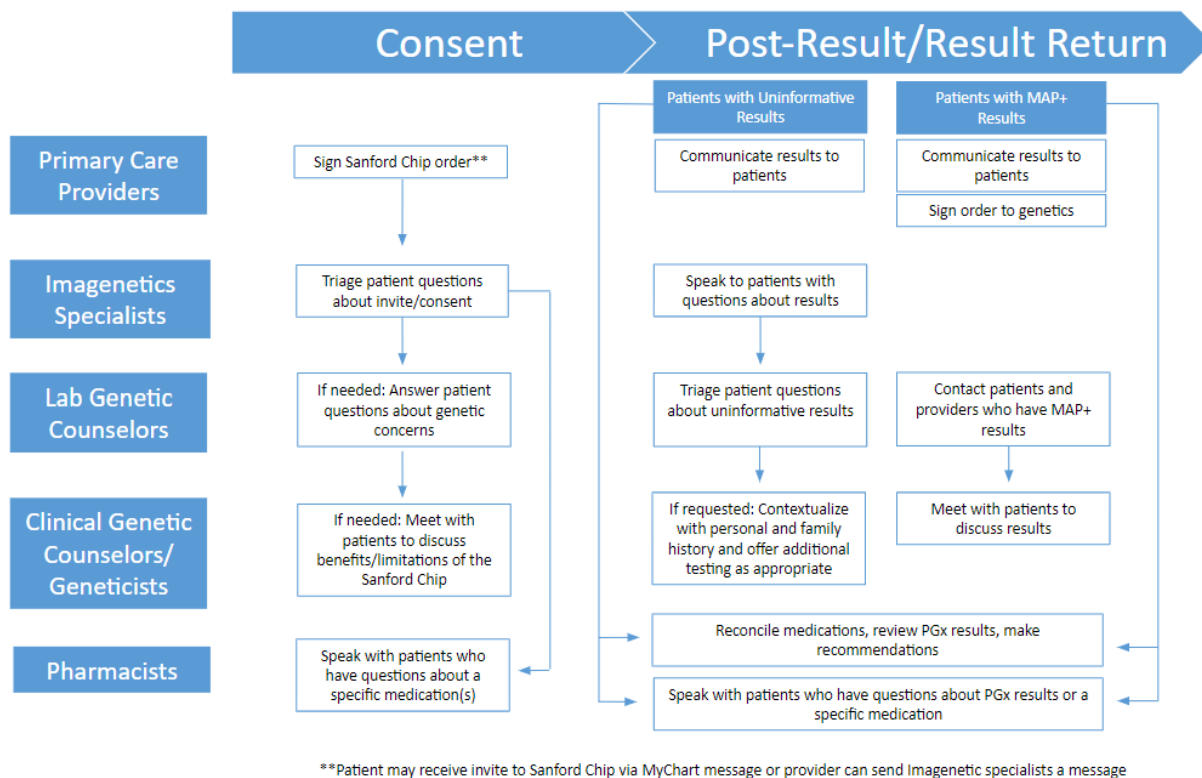 Consent
Post-Result/Result Return
Patients with Uninformative
Results
Patients with MAP+
Results
Primary Care
Providers
Sign Sanford Chip order**
Communicate results to
patients
Communicate results to
patients
Sign order to genetics
Imagenetics
Specialists
Triage patient questions
about invite/consent
Speak to patients with
questions about results
Lab Genetic
Counselors
If needed: Answer patient
questions about genetic
concerns
Triage patient questions
about uninformative results
Contact patients and
providers who have MAP+
results
Clinical Genetic
Counselors/
Geneticists
If needed: Meet with
patients to discuss
benefits/limitations of the
Sanford Chip
If requested: Contextualize
with personal and family
history and offer additional
testing as appropriate
Meet with patients to
discuss results
Pharmacists
Speak with patients who
have questions about a
specific medication(s)
Reconcile medications, review PGx results, make
recommendations
Speak with patients who have questions about PGx results or a
specific medication
**Patient may receive invite to Sanford Chip via MyChart message or provider can send Imagenetic specialists a message